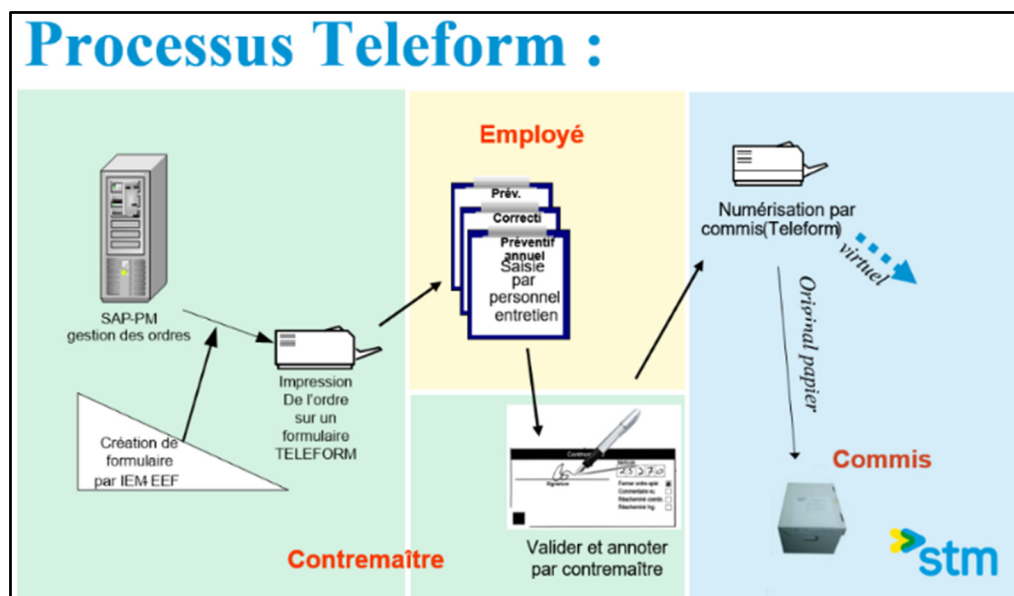 Processus Teleform :
SAP-PM
gestion des ordres
Création de
formulaire
par IEM-EEF
Impression
De l'ordre
sur un
formulaire
TELEFORM
Contremaître
Employé
Prév.
Correcti
Préventif
annuel
Saisie
par
personnel
entretien
Signature
Valider et annoter
par contremaître
Numérisation par
commis(Teleform)
virtuel
Original papier
Commis
stm